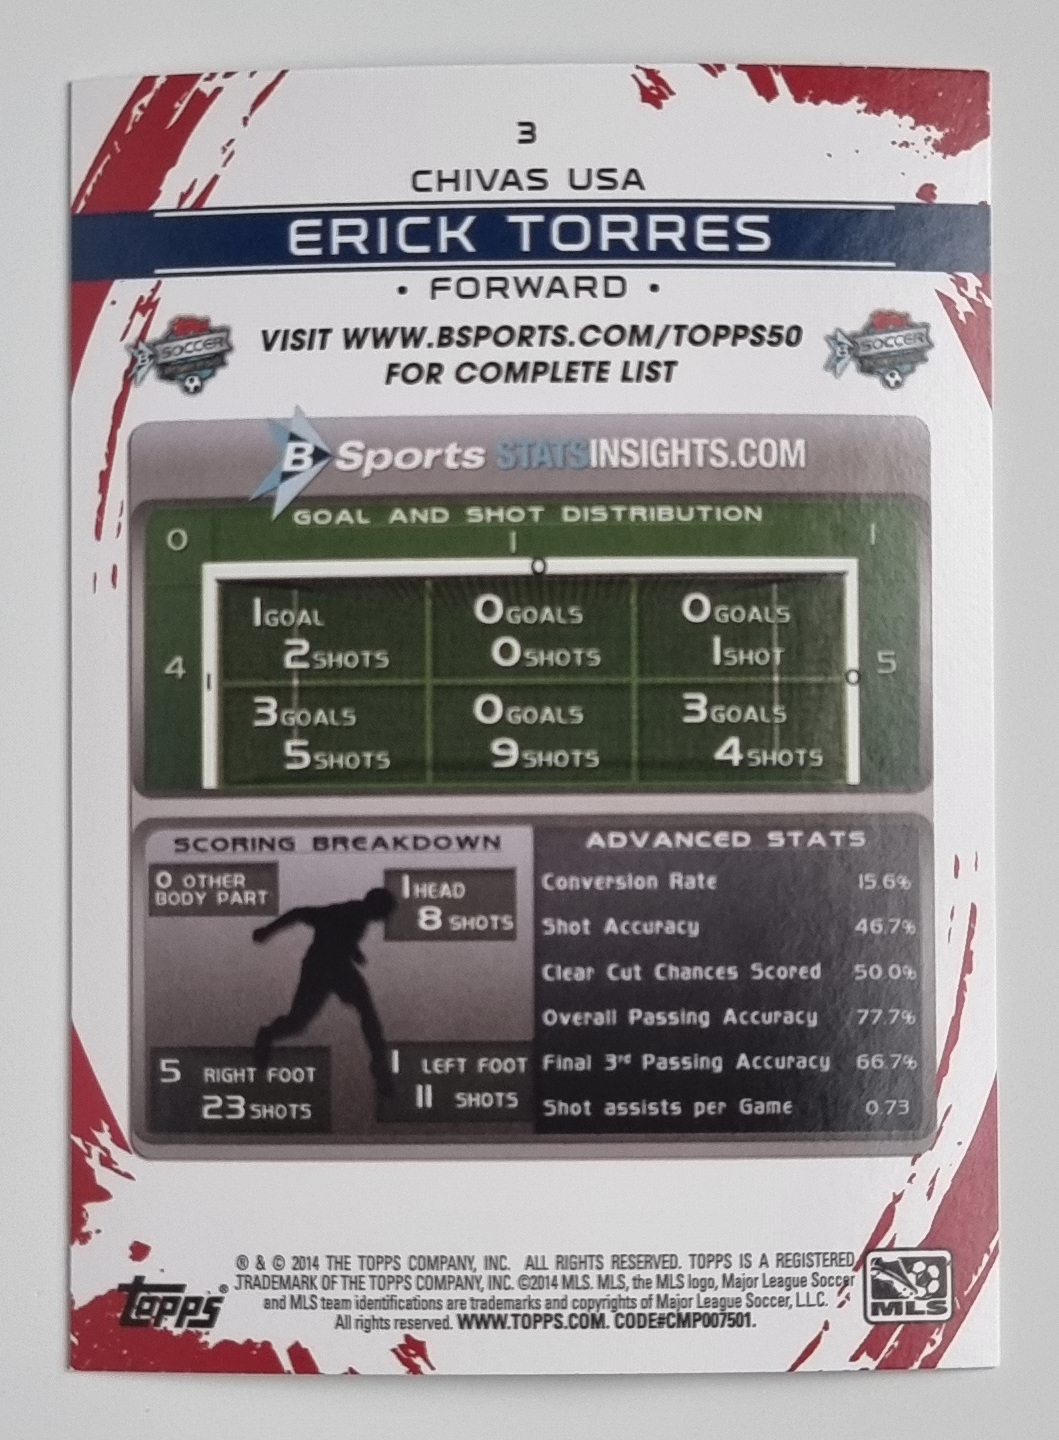 3
CHIVAS USA
ERICK TORRES
• FORWARD •
VISIT WWW.BSPORTS.COM/TOPPS50
FOR COMPLETE LIST
SOCCER
SOCCER
B Sports STATSINSIGHTS.COM
GOAL AND SHOT DISTRIBUTION
0 1 1
0
1 GOAL 0 GOALS 0 GOALS
2 SHOTS 0 SHOTS 1 SHOT
4 1 0 5
3 GOALS 0 GOALS 3 GOALS
5 SHOTS 9 SHOTS 4 SHOTS
SCORING BREAKDOWN
0 OTHER
BODY PART
1 HEAD
8 SHOTS
5 RIGHT FOOT
23 SHOTS
1 LEFT FOOT
11 SHOTS
ADVANCED STATS
Conversion Rate 15.6%
Shot Accuracy 46.7%
Clear Cut Chances Scored 50.0%
Overall Passing Accuracy 77.7%
Final 3rd Passing Accuracy 66.7%
Shot assists per Game 0.73
® & © 2014 THE TOPPS COMPANY, INC. ALL RIGHTS RESERVED. TOPPS IS A REGISTERED
TRADEMARK OF THE TOPPS COMPANY, INC. ©2014 MLS. MLS, the MLS logo, Major League Soccer
and MLS team identifications are trademarks and copyrights of Major League Soccer, L.L.C.
All rights reserved. WWW.TOPPS.COM. CODE#CMP007501.
topps®
MLS